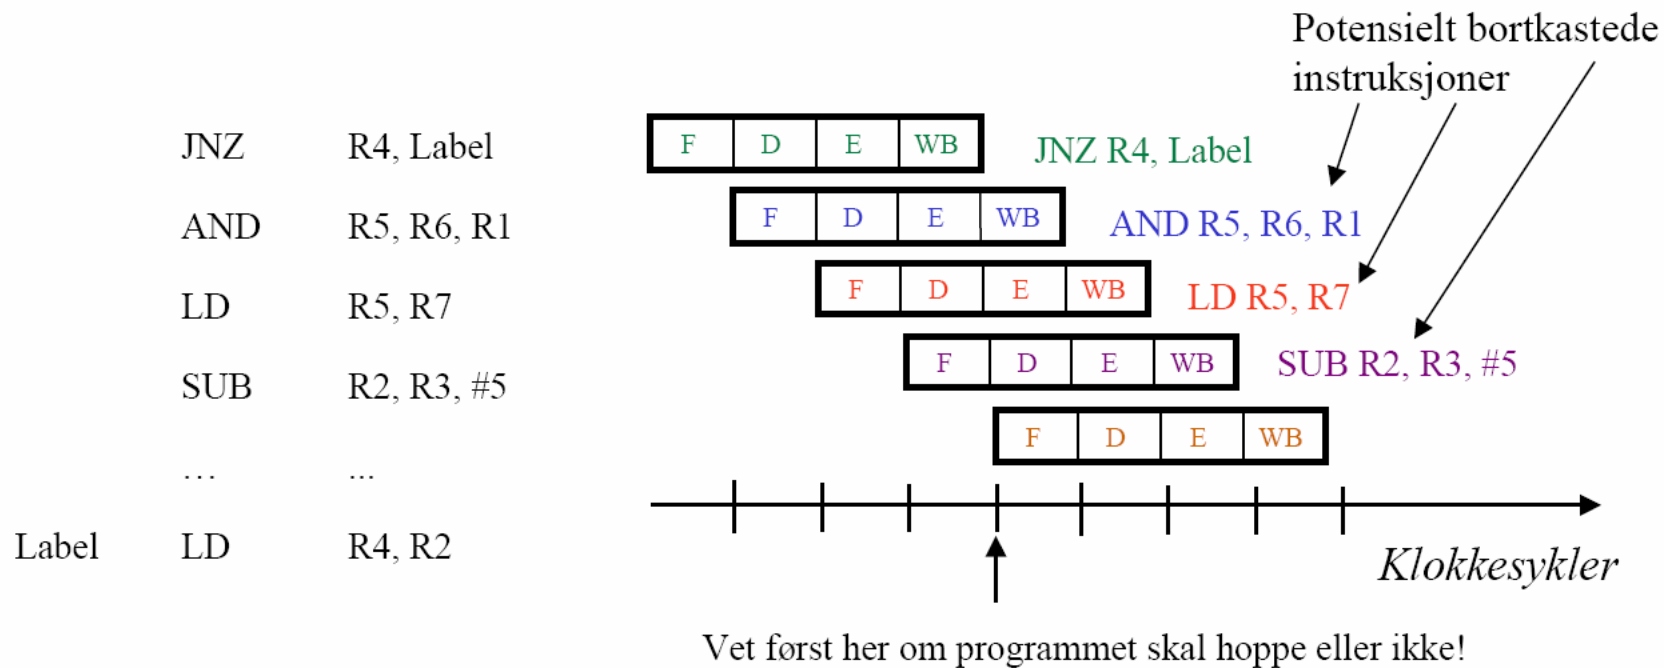 Potensielt bortkastede
instruksjoner
JNZ R4, Label F D E WB JNZ R4, Label
AND R5, R6, R1 F D E WB AND R5, R6, R1
LD R5, R7 F D E WB LD R5, R7
SUB R2, R3, #5 F D E WB SUB R2, R3, #5
F D E WB
... ...
Label LD R4, R2
Klokkesykler
Vet først her om programmet skal hoppe eller ikke!